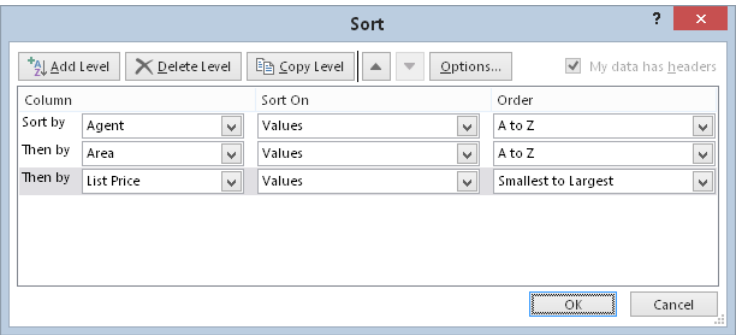 Sort ?
Add Level Delete Level Copy Level Options... My data has headers
Column Sort On Order
Sort by Agent Values A to Z
Then by Area Values A to Z
Then by List Price Values Smallest to Largest
OK Cancel